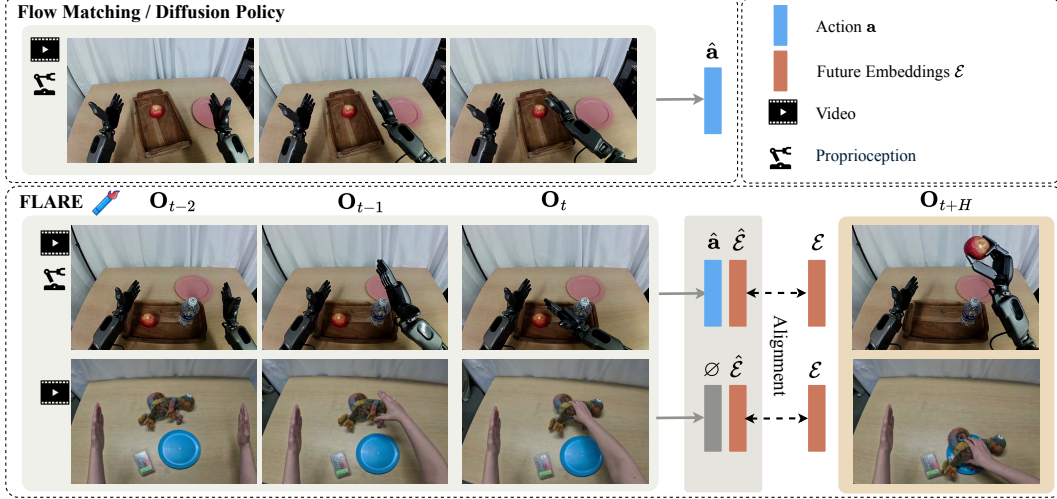 Flow Matching / Diffusion Policy
â
Action a
Future Embeddings ℰ
Video
Proprioception
FLARE
O_{t−2}
O_{t−1}
O_t
O_{t+H}
â ℰ̂ ℰ
Alignment
∅ ℰ̂ ℰ